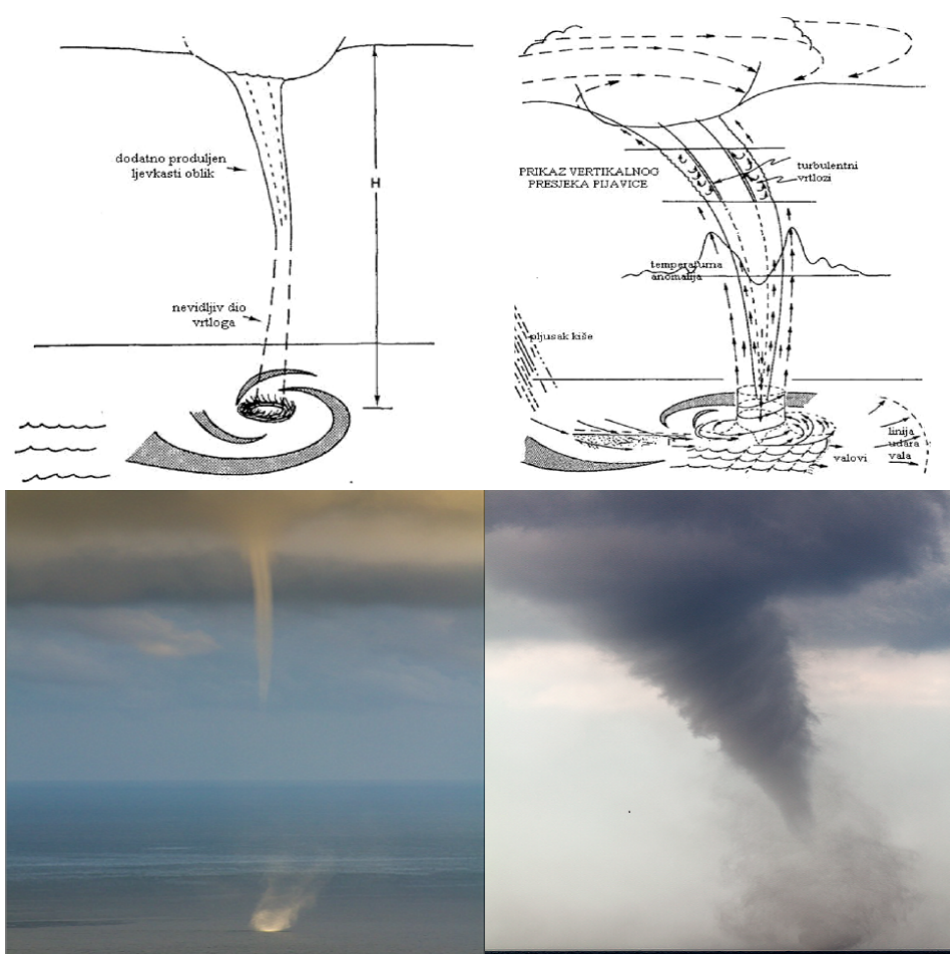 dodatno produljen
ljevkasti oblik
H
nevidljiv dio
vrtloga
PRIKAZ VERTIKALNOG
PRESJEKA PIJAVICE
turbulentni
vrtlozi
temperaturna
anomalija
pljusak kiše
linija
udara
vala
valovi